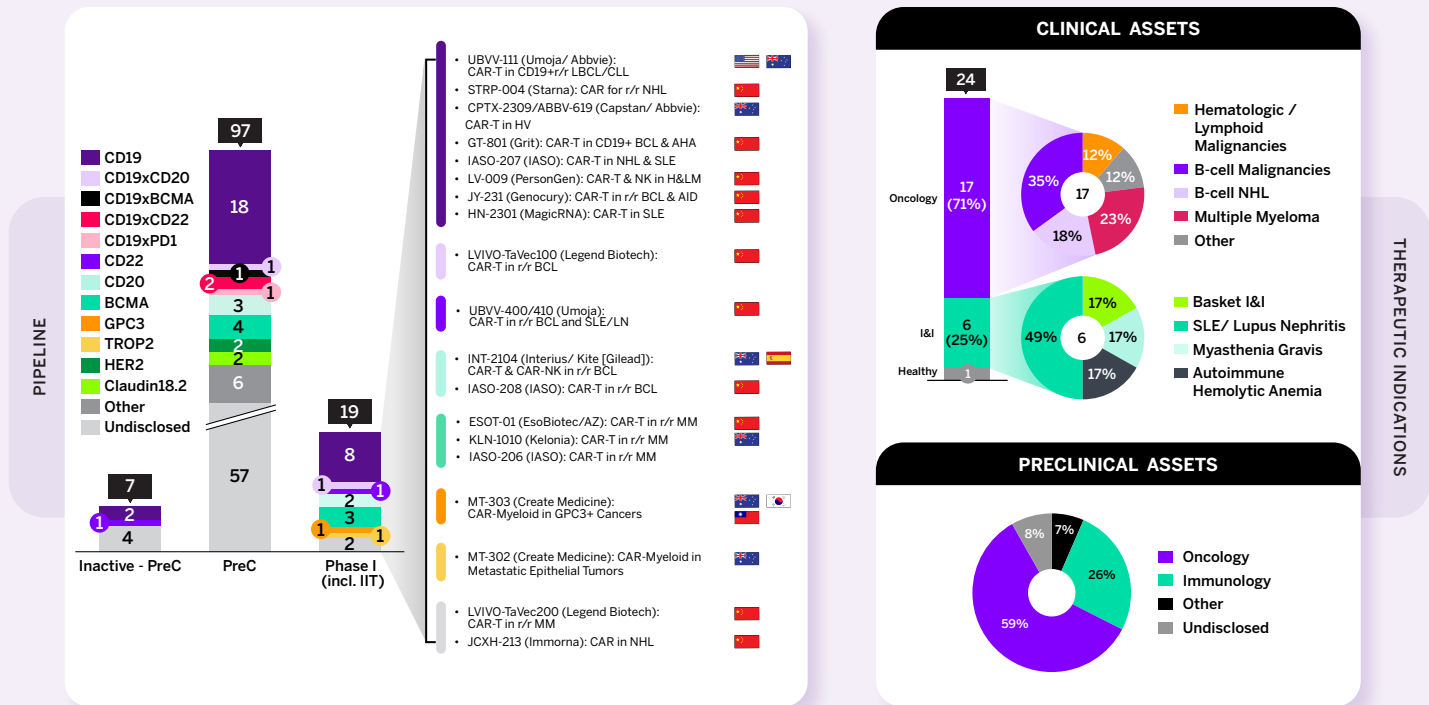 PIPELINE
CD19
CD19xCD20
CD19xBCMA
CD19xCD22
CD19xPD1
CD22
CD20
BCMA
GPC3
TROP2
HER2
Claudin18.2
Other
Undisclosed
7
2
1
4
Inactive - PreC
97
18
1
1
2
1
3
4
2
2
6
57
PreC
19
8
1
1
2
3
1
1
2
Phase I
(incl. IIT)
• UBVV-111 (Umoja/ Abbvie):
CAR-T in CD19+r/r LBCL/CLL
• STRP-004 (Starna): CAR for r/r NHL
• CPTX-2309/ABBV-619 (Capstan/ Abbvie):
CAR-T in HV
• GT-801 (Grit): CAR-T in CD19+ BCL & AHA
• IASO-207 (IASO): CAR-T in NHL & SLE
• LV-009 (PersonGen): CAR-T & NK in H&LM
• JY-231 (Genocury): CAR-T in r/r BCL & AID
• HN-2301 (MagicRNA): CAR-T in SLE
• LVIVO-TaVec100 (Legend Biotech):
CAR-T in r/r BCL
• UBVV-400/410 (Umoja):
CAR-T in r/r BCL and SLE/LN
• INT-2104 (Interius/ Kite [Gilead]):
CAR-T & CAR-NK in r/r BCL
• IASO-208 (IASO): CAR-T in r/r BCL
• ESOT-01 (EsoBiotec/AZ): CAR-T in r/r MM
• KLN-1010 (Kelonia): CAR-T in r/r MM
• IASO-206 (IASO): CAR-T in r/r MM
• MT-303 (Create Medicine):
CAR-Myeloid in GPC3+ Cancers
• MT-302 (Create Medicine): CAR-Myeloid in
Metastatic Epithelial Tumors
• LVIVO-TaVec200 (Legend Biotech):
CAR-T in r/r MM
• JCXH-213 (Immorna): CAR in NHL
CLINICAL ASSETS
24
Oncology
17
(71%)
I&I
6
(25%)
Healthy
1
12%
12%
23%
18%
35%
17
Hematologic /
Lymphoid
Malignancies
B-cell Malignancies
B-cell NHL
Multiple Myeloma
Other
17%
17%
17%
49%
6
Basket I&I
SLE/ Lupus Nephritis
Myasthenia Gravis
Autoimmune
Hemolytic Anemia
PRECLINICAL ASSETS
8%
7%
26%
59%
Oncology
Immunology
Other
Undisclosed
THERAPEUTIC INDICATIONS